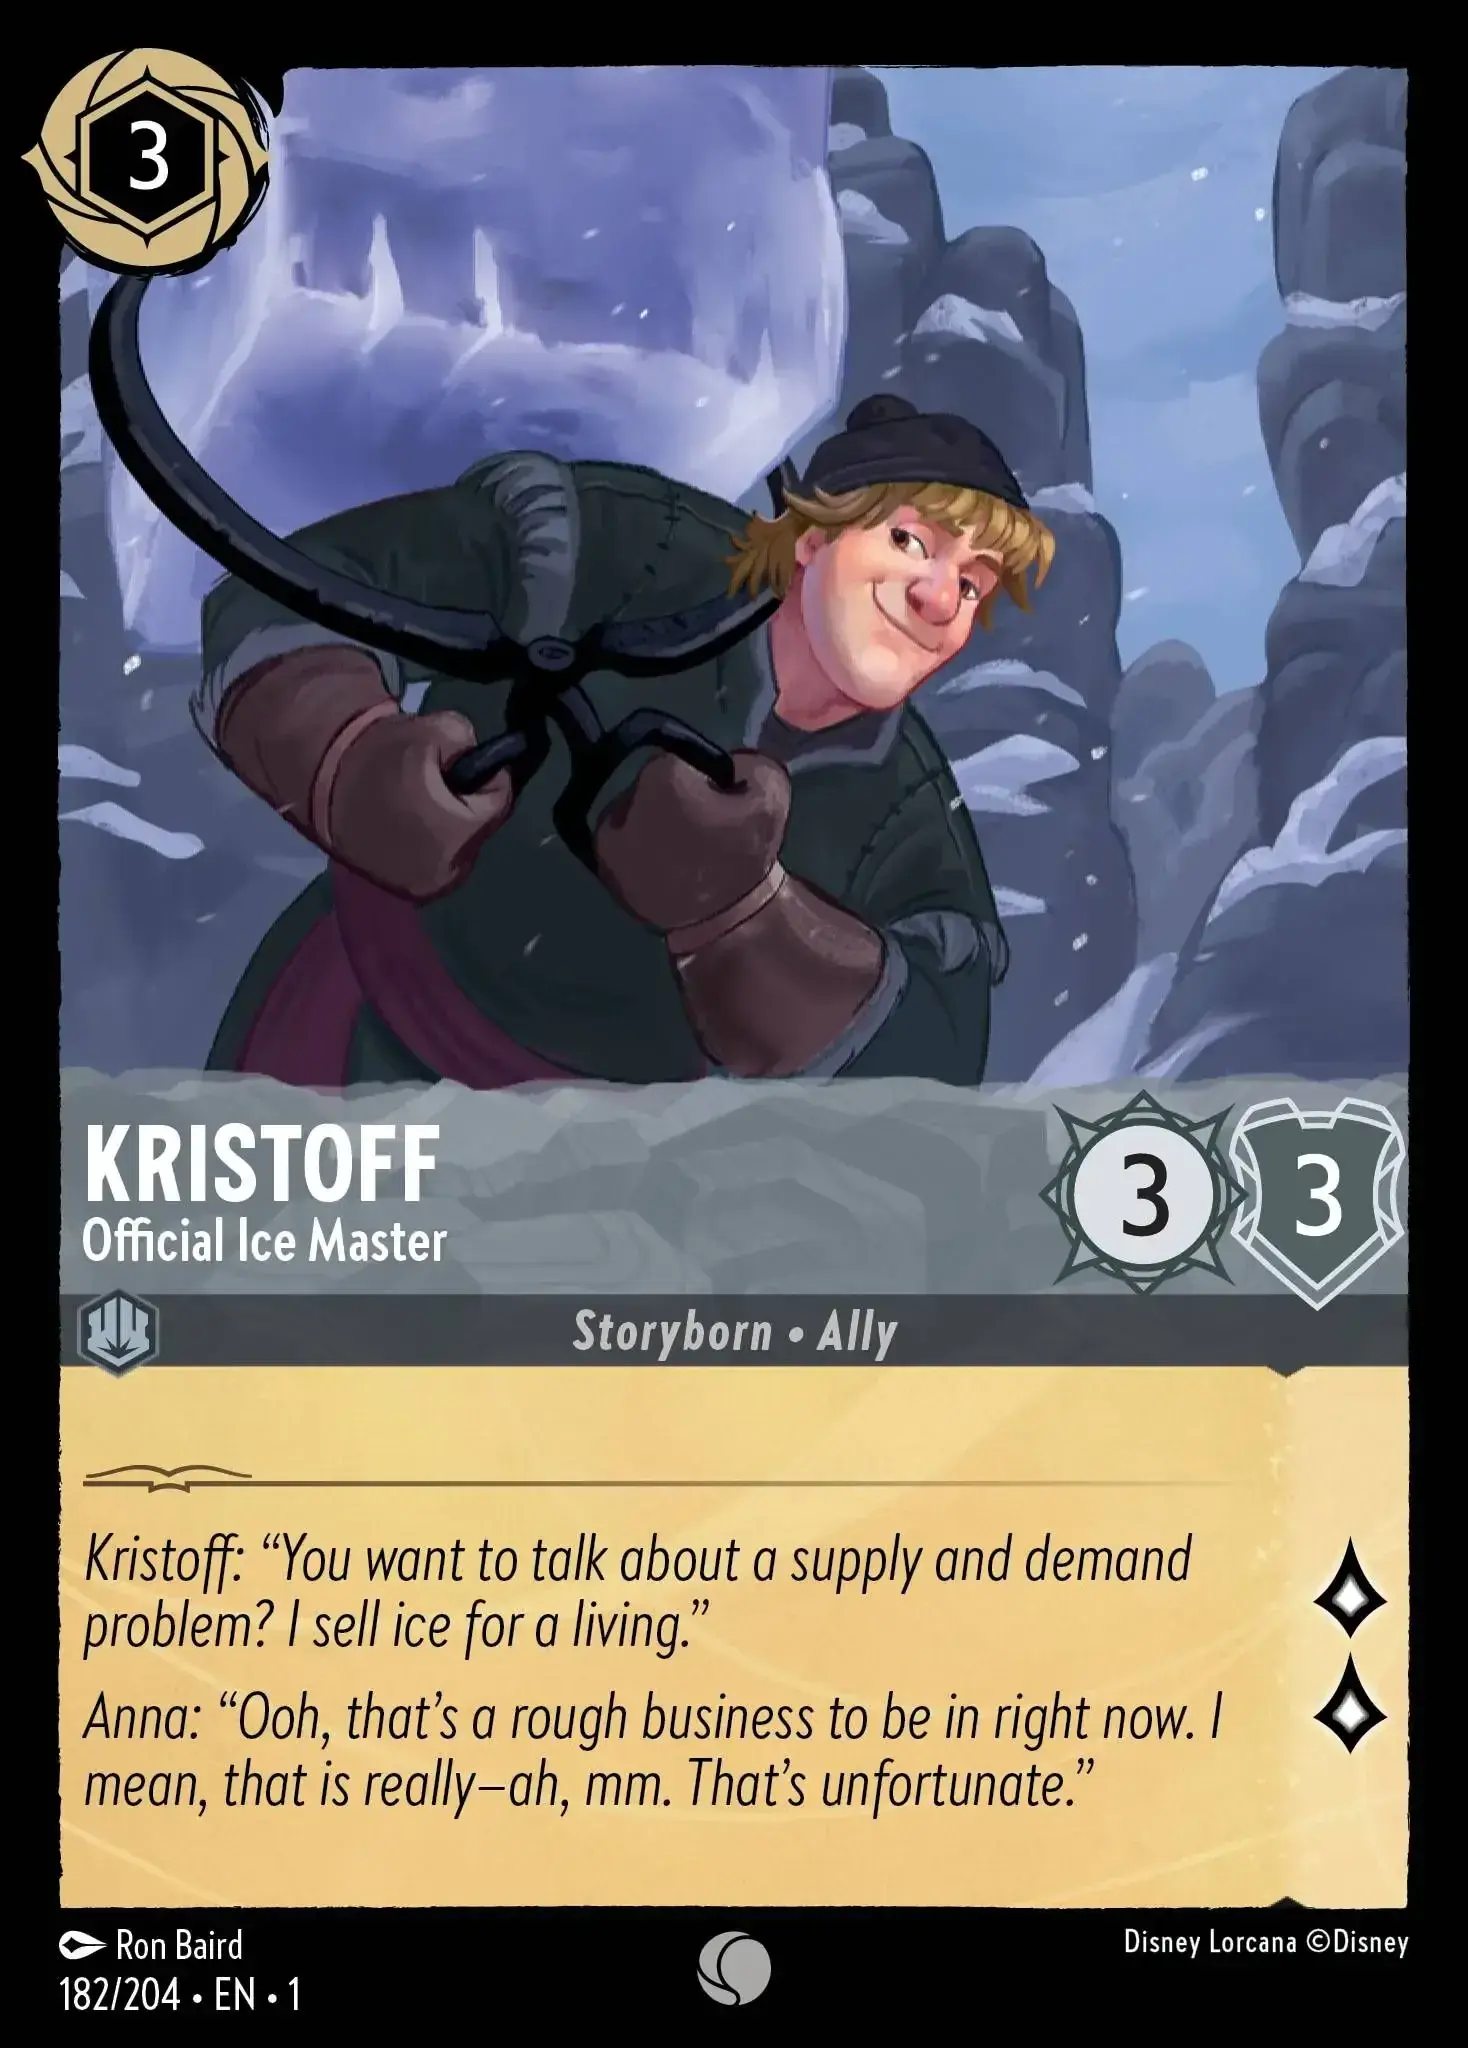 3
KRISTOFF
Official Ice Master
3
3
Storyborn • Ally
Kristoff: “You want to talk about a supply and demand
problem? I sell ice for a living.”
Anna: “Ooh, that’s a rough business to be in right now. I
mean, that is really–ah, mm. That’s unfortunate.”
Ron Baird
Disney Lorcana ©Disney
182/204 • EN • 1